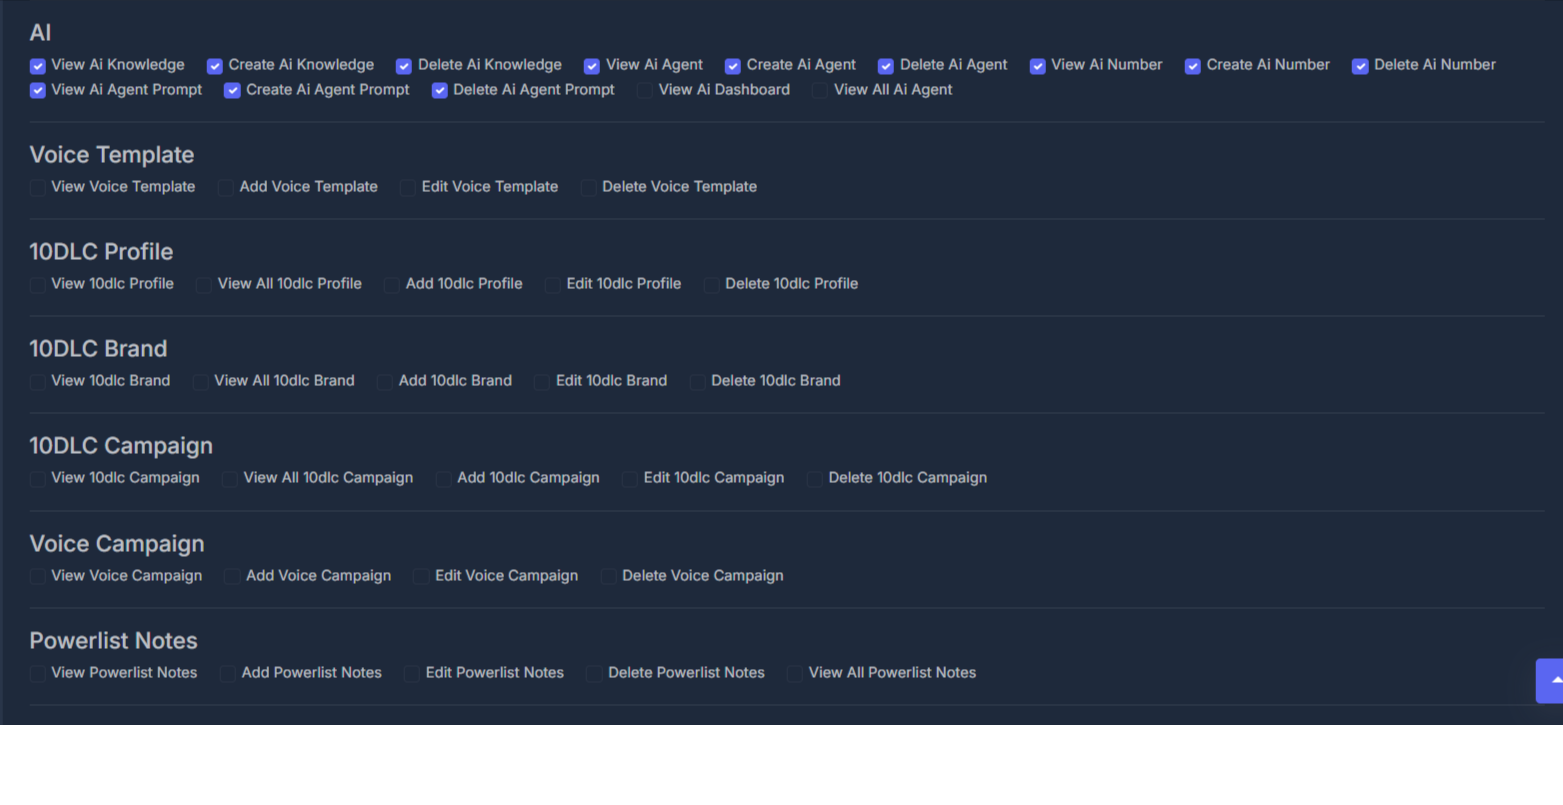 AI
View Ai Knowledge Create Ai Knowledge Delete Ai Knowledge View Ai Agent Create Ai Agent Delete Ai Agent View Ai Number Create Ai Number Delete Ai Number
View Ai Agent Prompt Create Ai Agent Prompt Delete Ai Agent Prompt View Ai Dashboard View All Ai Agent
Voice Template
View Voice Template Add Voice Template Edit Voice Template Delete Voice Template
10DLC Profile
View 10dlc Profile View All 10dlc Profile Add 10dlc Profile Edit 10dlc Profile Delete 10dlc Profile
10DLC Brand
View 10dlc Brand View All 10dlc Brand Add 10dlc Brand Edit 10dlc Brand Delete 10dlc Brand
10DLC Campaign
View 10dlc Campaign View All 10dlc Campaign Add 10dlc Campaign Edit 10dlc Campaign Delete 10dlc Campaign
Voice Campaign
View Voice Campaign Add Voice Campaign Edit Voice Campaign Delete Voice Campaign
Powerlist Notes
View Powerlist Notes Add Powerlist Notes Edit Powerlist Notes Delete Powerlist Notes View All Powerlist Notes